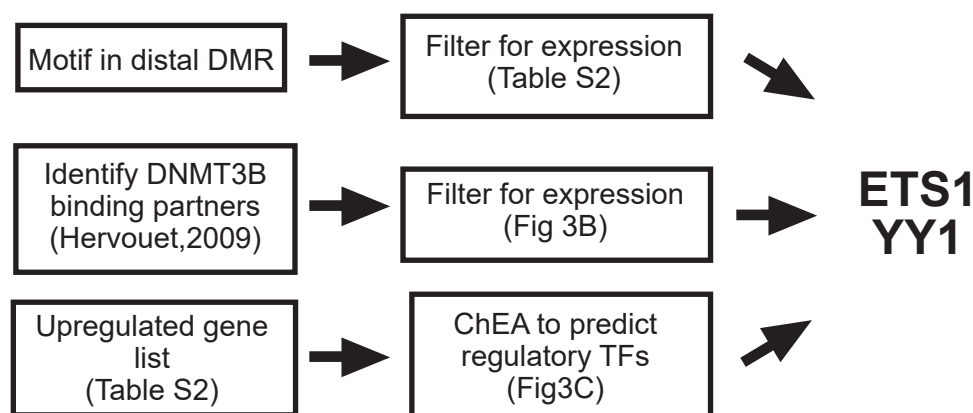 Motif in distal DMR
Filter for expression
(Table S2)
Identify DNMT3B
binding partners
(Hervouet,2009)
Filter for expression
(Fig 3B)
Upregulated gene
list
(Table S2)
ChEA to predict
regulatory TFs
(Fig3C)
ETS1
YY1